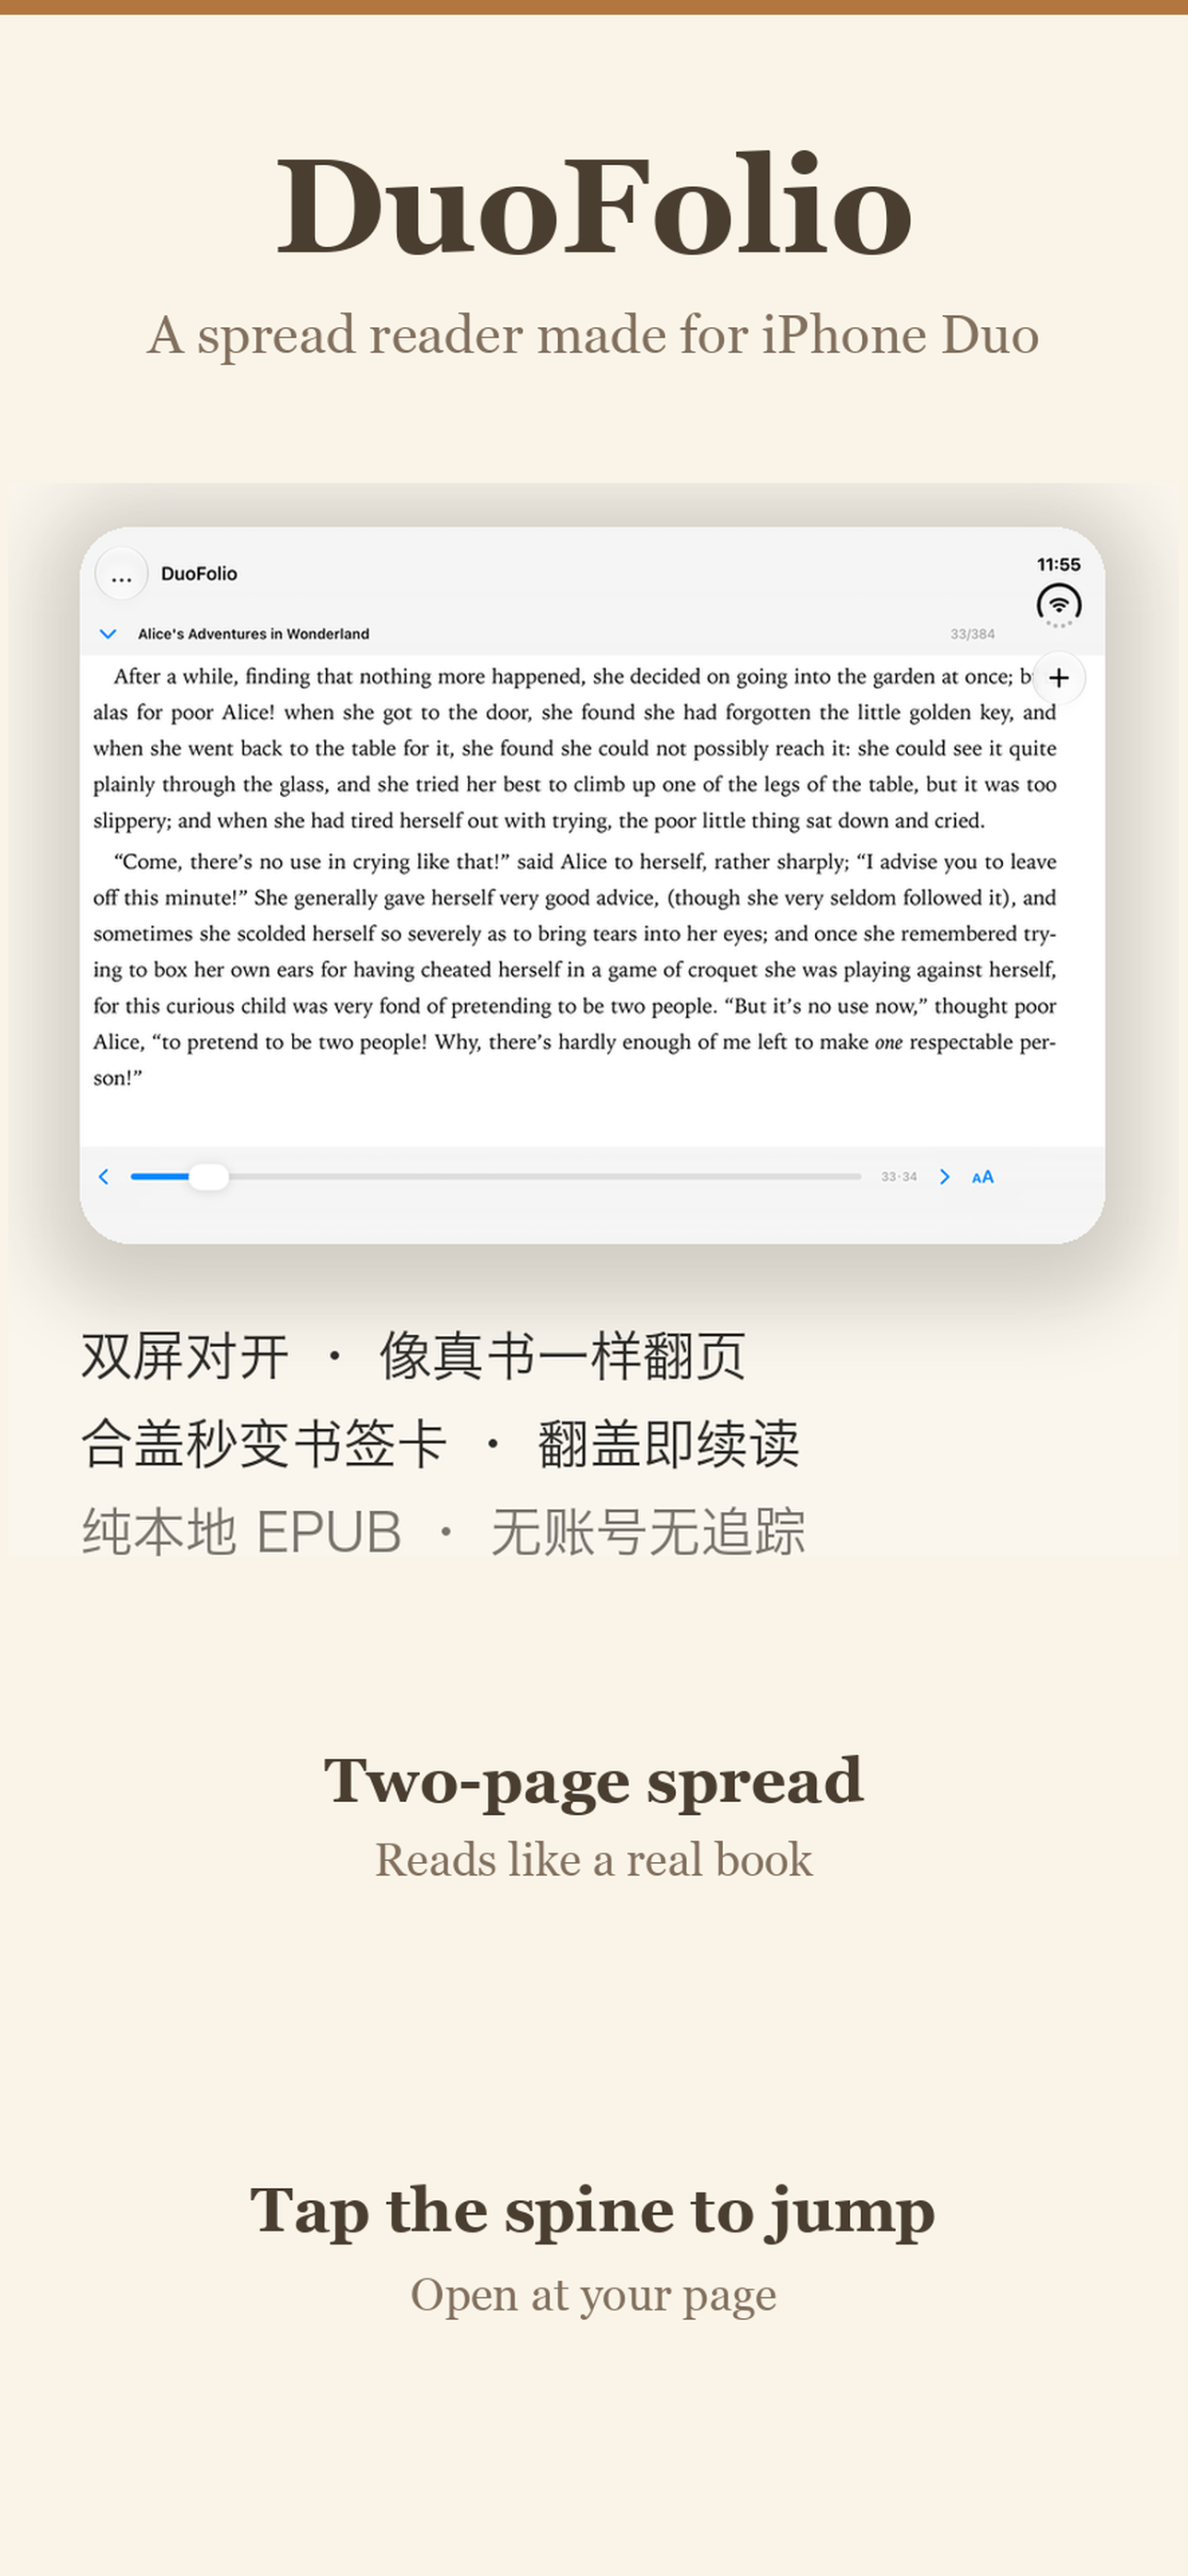 DuoFolio
A spread reader made for iPhone Duo
... DuoFolio
11:55
Alice's Adventures in Wonderland 33/384
After a while, finding that nothing more happened, she decided on going into the garden at once;
+
alas for poor Alice! when she got to the door, she found she had forgotten the little golden key, and
when she went back to the table for it, she found she could not possibly reach it: she could see it quite
plainly through the glass, and she tried her best to climb up one of the legs of the table, but it was too
slippery; and when she had tired herself out with trying, the poor little thing sat down and cried.
“Come, there’s no use in crying like that!” said Alice to herself, rather sharply; “I advise you to leave
off this minute!” She generally gave herself very good advice, (though she very seldom followed it), and
sometimes she scolded herself so severely as to bring tears into her eyes; and once she remembered try-
ing to box her own ears for having cheated herself in a game of croquet she was playing against herself,
for this curious child was very fond of pretending to be two people. “But it’s no use now,” thought poor
Alice, “to pretend to be two people! Why, there’s hardly enough of me left to make one respectable per-
son!”
33-34 AA
双屏对开 · 像真书一样翻页
合盖秒变书签卡 · 翻盖即续读
纯本地 EPUB · 无账号无追踪
Two-page spread
Reads like a real book
Tap the spine to jump
Open at your page